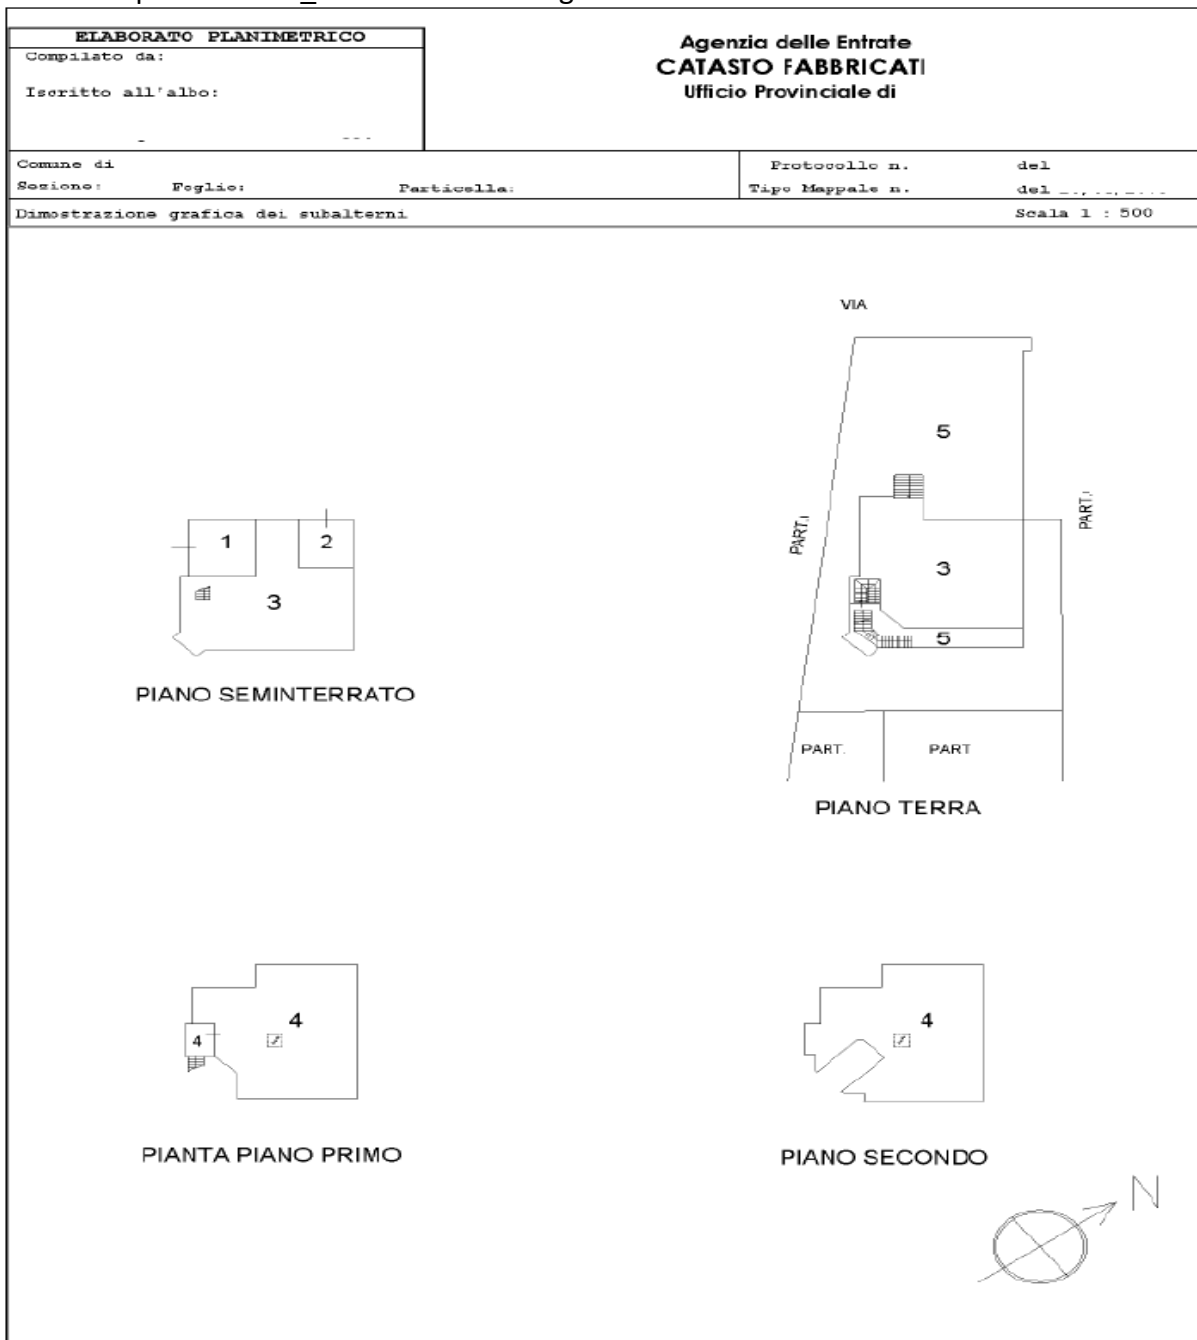 ELABORATO PLANIMETRICO
Compilato da:
Iscritto all'albo:
Agenzia delle Entrate
CATASTO FABBRICATI
Ufficio Provinciale di
Comune di
Sezione: Foglio: Particella:
Protocollo n. del
Tipo Mappale n. del
Dimostrazione grafica dei subalterni
Scala 1 : 500
VIA
5
PART.
PART.
3
5
PART. PART
PIANO TERRA
1 2
3
PIANO SEMINTERRATO
4
4
PIANTA PIANO PRIMO
4
PIANO SECONDO
N